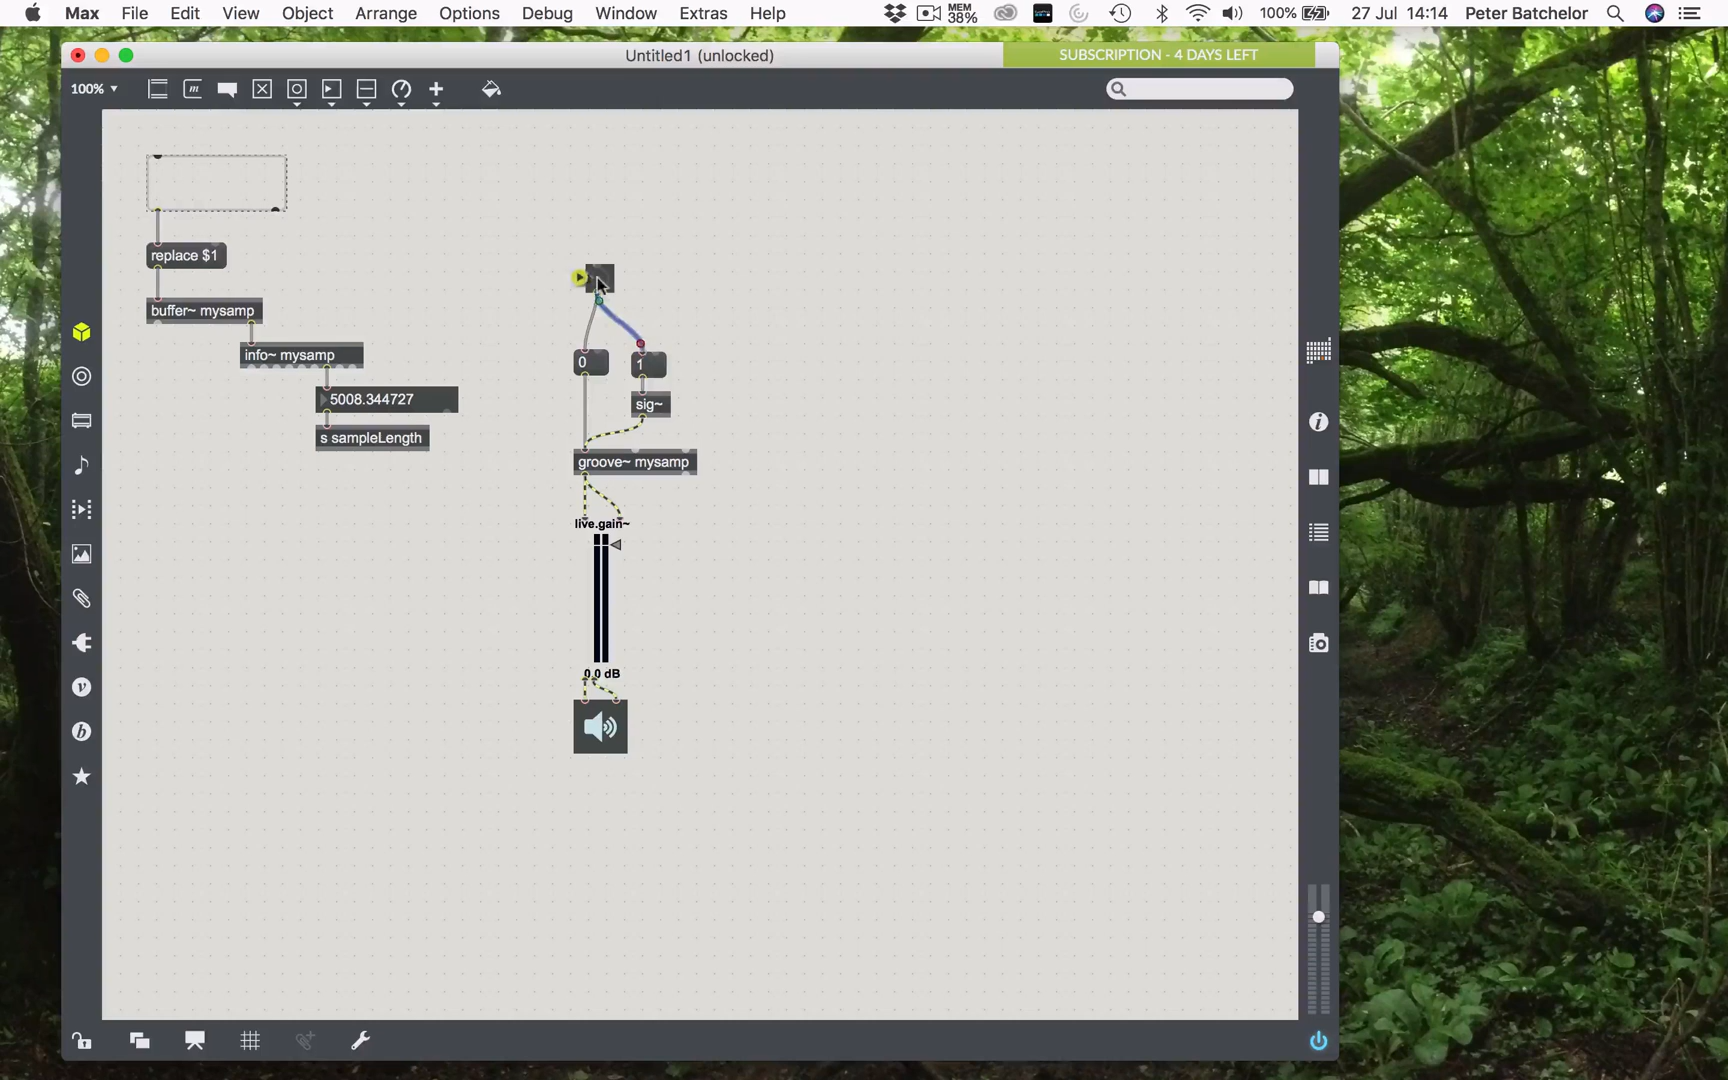 Max File Edit View Object Arrange Options Debug Window Extras Help MEM 38% 100% 27 Jul 14:14 Peter Batchelor
Untitled1 (unlocked) SUBSCRIPTION - 4 DAYS LEFT
100% m
replace $1
buffer~ mysamp
info~ mysamp
5008.344727
s sampleLength
0 1
sig~
groove~ mysamp
live.gain~
0.0 dB
i
v
b